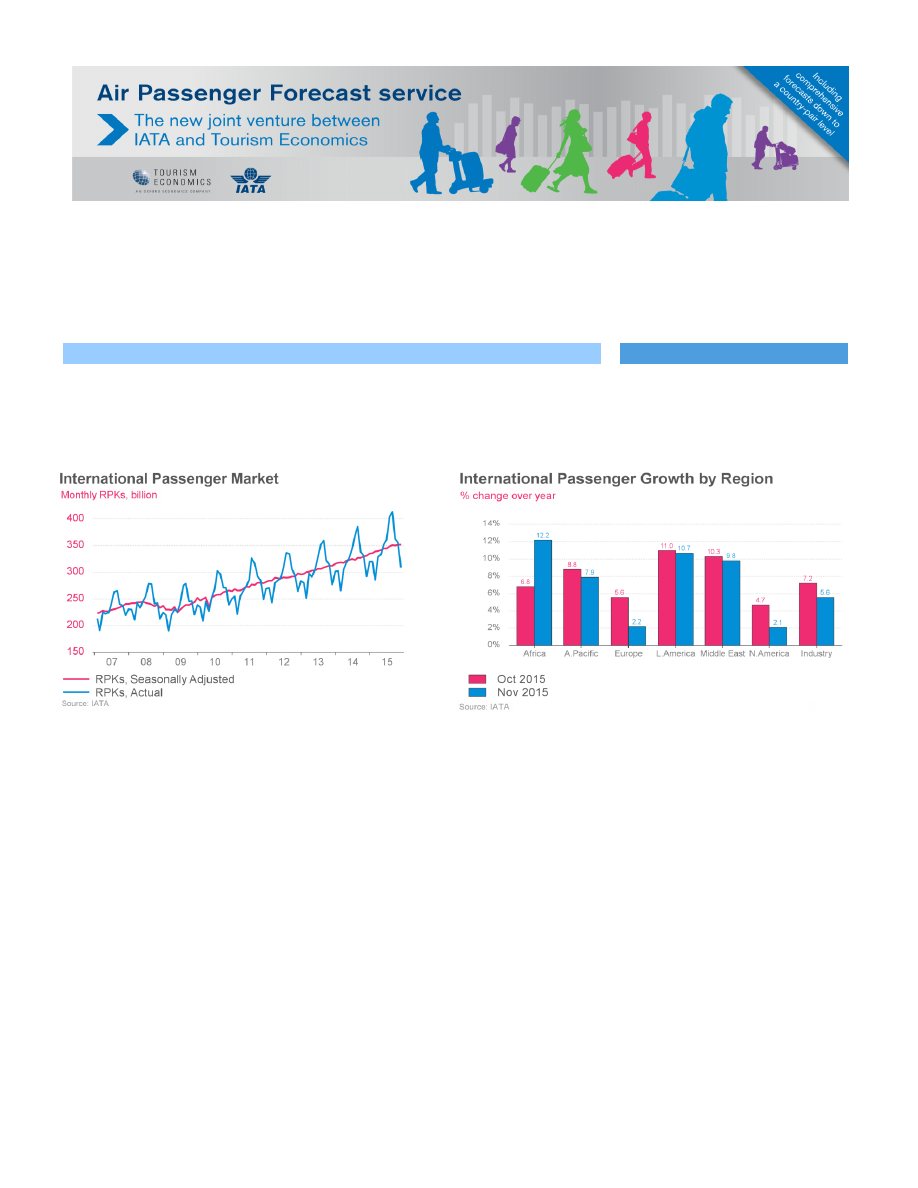 Air Passenger Forecast service
The new joint venture between
IATA and Tourism Economics
Including
comprehensive
forecasts down to
a country-pair level
TOURISM
ECONOMICS
AN OXFORD ECONOMICS COMPANY
IATA
International Passenger Market
Monthly RPKs, billion
400
350
300
250
200
150
07 08 09 10 11 12 13 14 15
RPKs, Seasonally Adjusted
RPKs, Actual
Source: IATA
International Passenger Growth by Region
% change over year
14%
12%
10%
8%
6%
4%
2%
0%
6.8 12.2 8.8 7.9 5.6 2.2 11.0 10.7 10.3 9.8 4.7 2.1 7.2 5.6
Africa A.Pacific Europe L.America Middle East N.America Industry
Oct 2015
Nov 2015
Source: IATA